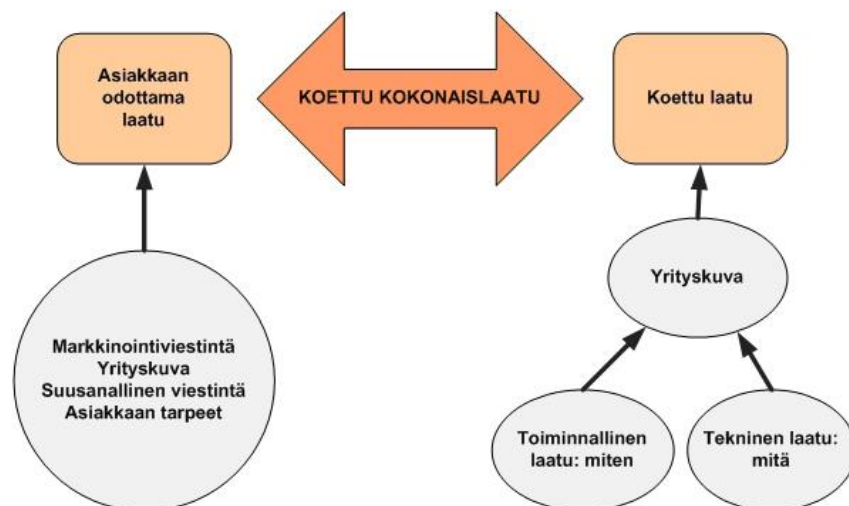 Asiakkaan
odottama
laatu
KOETTU KOKONAISLAATU
Koettu laatu
Yrityskuva
Markkinointiviestintä
Yrityskuva
Suusanallinen viestintä
Asiakkaan tarpeet
Toiminnallinen
laatu: miten
Tekninen laatu:
mitä